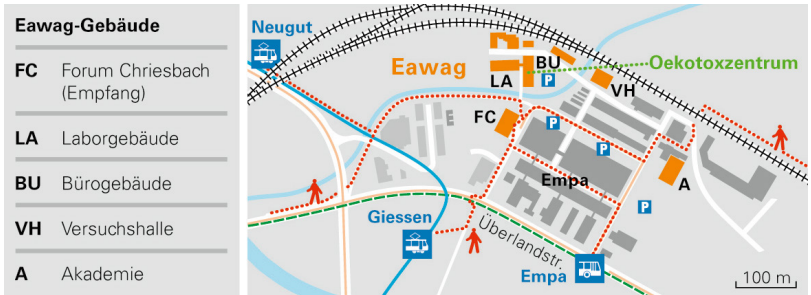 Eawag-Gebäude
FC Forum Chriesbach
(Empfang)
LA Laborgebäude
BU Bürogebäude
VH Versuchshalle
A Akademie
Neugut
Eawag
BU
Oekotoxzentrum
LA
P
VH
FC
P
P
Empa
A
P
Giessen
Überlandstr.
Empa
100 m